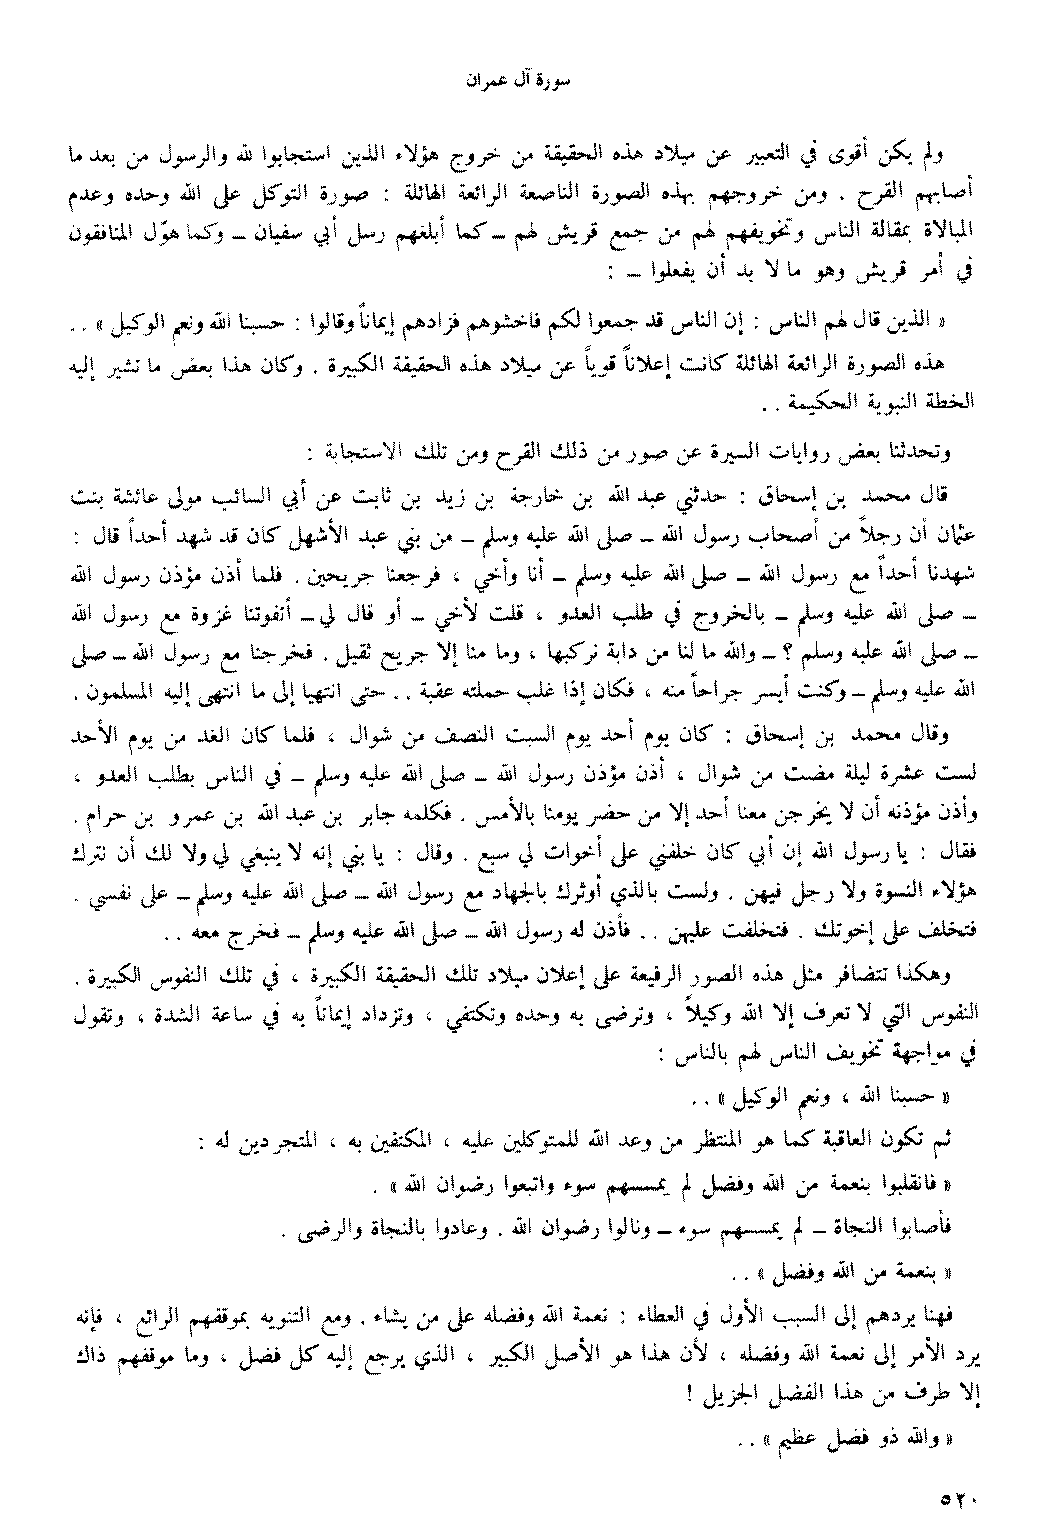 سورة آل عمران
ولم يكن أقوى في التعبير عن ميلاد هذه الحقيقة من خروج هؤلاء الذين استجابوا لله والرسول من بعد ما
أصابهم القرح . ومن خروجهم بهذه الصورة الناصعة الرائعة الهائلة : صورة التوكل على الله وحده وعدم
المبالاة بمقالة الناس وتخويفهم لهم من جمع قريش لهم – كما أبلغهم رسل أبي سفيان – وكما هوّل المنافقون
في أمر قريش وهو ما لا بد أن يفعلوا – :
« الذين قال لهم الناس : إن الناس قد جمعوا لكم فاخشوهم فزادهم إيماناً وقالوا : حسبنا الله ونعم الوكيل » ..
هذه الصورة الرائعة الهائلة كانت إعلاناً قوياً عن ميلاد هذه الحقيقة الكبيرة . وكان هذا بعض ما تشير إليه
الخطة النبوية الحكيمة ..
وتحدثنا بعض روايات السيرة عن صور من ذلك القرح ومن تلك الاستجابة :
قال محمد بن إسحاق : حدثني عبد الله بن خارجة بن زيد بن ثابت عن أبي السائب مولى عائشة بنت
عثمان أن رجلاً من أصحاب رسول الله – صلى الله عليه وسلم – من بني عبد الأشهل كان قد شهد أحداً قال :
شهدنا أحداً مع رسول الله – صلى الله عليه وسلم – أنا وأخي ، فرجعنا جريحين . فلما أذن مؤذن رسول الله
– صلى الله عليه وسلم – بالخروج في طلب العدو ، قلت لأخي – أو قال لي – أتفوتنا غزوة مع رسول الله
– صلى الله عليه وسلم ؟ – والله ما لنا من دابة نركبها ، وما منا إلا جريح ثقيل . فخرجنا مع رسول الله – صلى
الله عليه وسلم – وكنت أيسر جراحاً منه ، فكان إذا غلب حملته عقبة .. حتى انتهيا إلى ما انتهى إليه المسلمون .
وقال محمد بن إسحاق : كان يوم أحد يوم السبت النصف من شوال ، فلما كان الغد من يوم الأحد
لست عشرة ليلة مضت من شوال ، أذن مؤذن رسول الله – صلى الله عليه وسلم – في الناس بطلب العدو ،
وأذن مؤذنه أن لا يخرجن معنا أحد إلا من حضر يومنا بالأمس . فكلمه جابر بن عبد الله بن عمرو بن حرام .
فقال : يا رسول الله إن أبي كان خلفني على أخوات لي سبع . وقال : يا بني إنه لا ينبغي لي ولا لك أن نترك
هؤلاء النسوة ولا رجل فيهن . ولست بالذي أوثرك بالجهاد مع رسول الله – صلى الله عليه وسلم – على نفسي .
فتخلف على إخوتك . فتخلفت عليهن .. فأذن له رسول الله – صلى الله عليه وسلم – فخرج معه ..
وهكذا تتضافر مثل هذه الصور الرفيعة على إعلان ميلاد تلك الحقيقة الكبيرة ، في تلك النفوس الكبيرة .
النفوس التي لا تعرف إلا الله وكيلاً ، وترضى به وحده وتكتفي ، وتزداد إيماناً به في ساعة الشدة ، وتقول
في مواجهة تخويف الناس لهم بالناس :
« حسبنا الله ، ونعم الوكيل » ..
ثم تكون العاقبة كما هو المنتظر من وعد الله للمتوكلين عليه ، المكتفين به ، المتجردين له :
« فانقلبوا بنعمة من الله وفضل لم يمسسهم سوء واتبعوا رضوان الله » .
فأصابوا النجاة – لم يمسسهم سوء – ونالوا رضوان الله . وعادوا بالنجاة والرضى .
« بنعمة من الله وفضل » ..
فهنا يردهم إلى السبب الأول في العطاء : نعمة الله وفضله على من يشاء . ومع التنويه بموقفهم الرائع ، فإنه
يرد الأمر إلى نعمة الله وفضله ، لأن هذا هو الأصل الكبير ، الذي يرجع إليه كل فضل ، وما موقفهم ذاك
إلا طرف من هذا الفضل الجزيل !
« والله ذو فضل عظيم » ..
٥٢٠